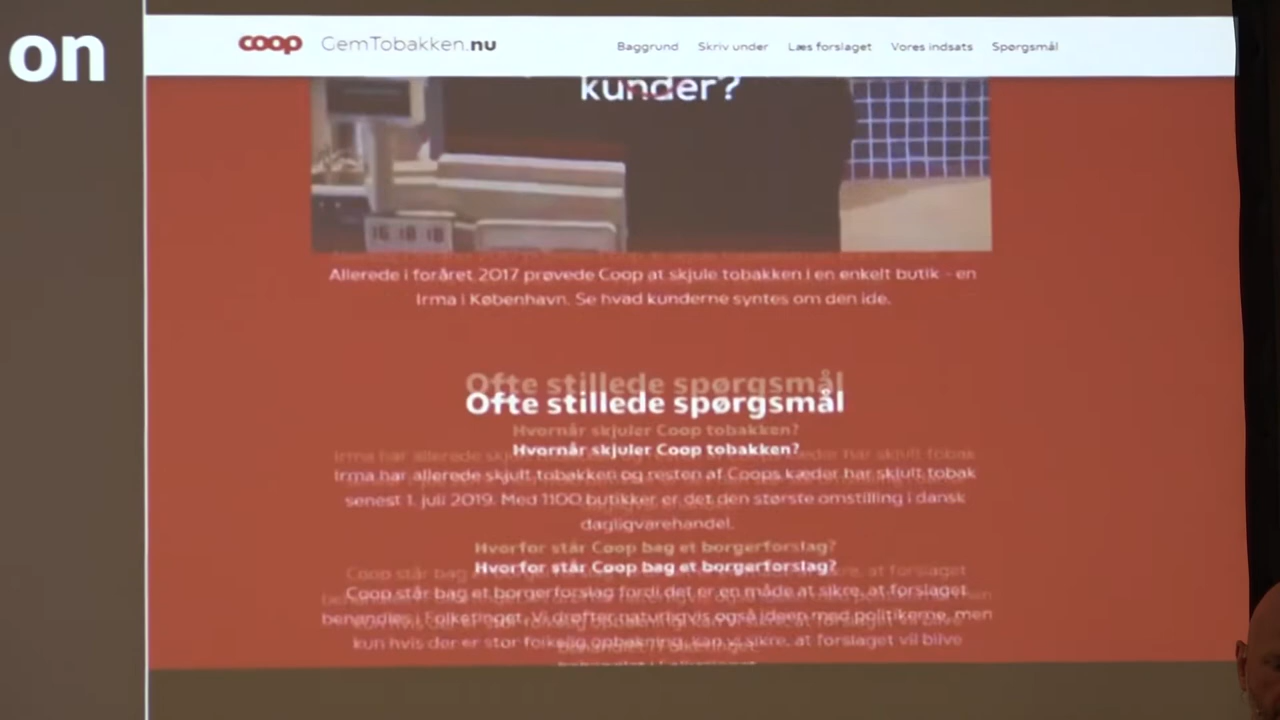 on
coop GemTobakken.nu Baggrund Skriv under Læs forslaget Vores indsats Spørgsmål
kunder?
16 18 18
Allerede i foråret 2017 prøvede Coop at skjule tobakken i en enkelt butik - en
Irma i København. Se hvad kunderne syntes om den ide.
Ofte stillede spørgsmål
Hvornår skjuler Coop tobakken?
Irma har allerede skjult tobakken og resten af Coops kæder har skjult tobak
senest 1. juli 2019. Med 1100 butikker er det den største omstilling i dansk
dagligvarehandel.
Hvorfor står Coop bag et borgerforslag?
Coop står bag et borgerforslag fordi det er en måde at sikre, at forslaget
behandles i Folketinget. Vi drøfter naturligvis også ideen med politikerne, men
kun hvis der er stor folkelig opbakning, kan vi sikre, at forslaget vil blive